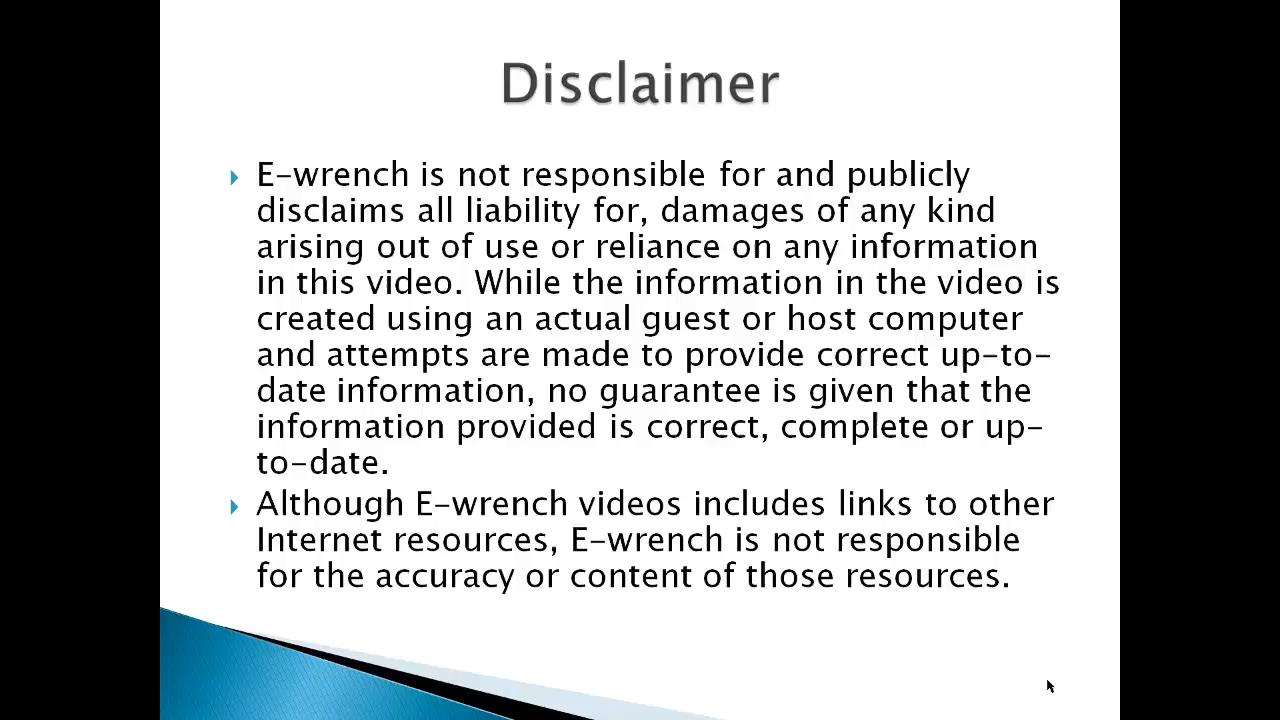 Disclaimer
E-wrench is not responsible for and publicly
disclaims all liability for, damages of any kind
arising out of use or reliance on any information
in this video. While the information in the video is
created using an actual guest or host computer
and attempts are made to provide correct up-to-
date information, no guarantee is given that the
information provided is correct, complete or up-
to-date.
Although E-wrench videos includes links to other
Internet resources, E-wrench is not responsible
for the accuracy or content of those resources.